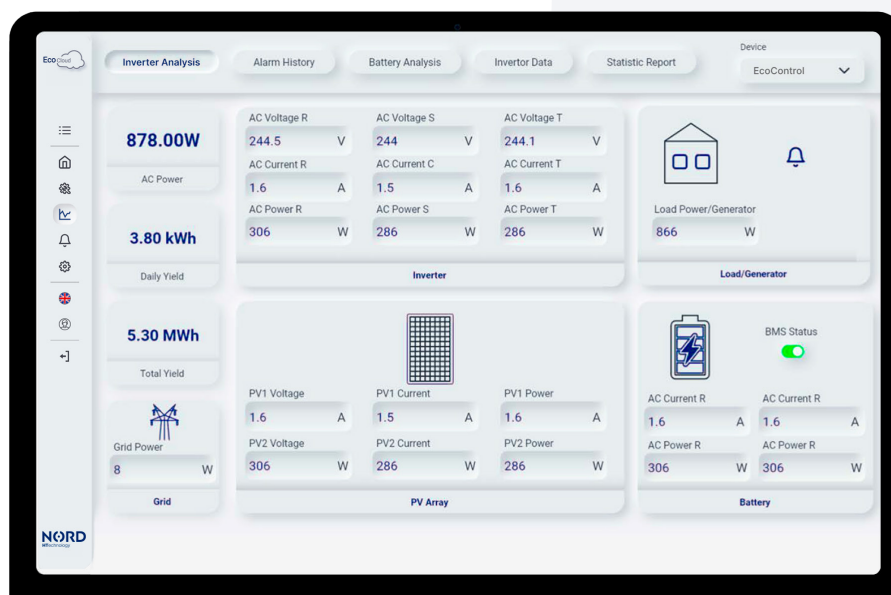 Eco Cloud
Inverter Analysis
Alarm History
Battery Analysis
Invertor Data
Statistic Report
Device
EcoControl
878.00W
AC Power
3.80 kWh
Daily Yield
5.30 MWh
Total Yield
Grid Power
8 W
Grid
AC Voltage R AC Voltage S AC Voltage T
244.5 V 244 V 244.1 V
AC Current R AC Current C AC Current T
1.6 A 1.5 A 1.6 A
AC Power R AC Power S AC Power T
306 W 286 W 286 W
Inverter
Load Power/Generator
866 W
Load/Generator
PV1 Voltage PV1 Current PV1 Power
1.6 A 1.5 A 1.6 A
PV2 Voltage PV2 Current PV2 Power
306 W 286 W 286 W
PV Array
BMS Status
AC Current R AC Current R
1.6 A 1.6 A
AC Power R AC Power R
306 W 306 W
Battery
NORD